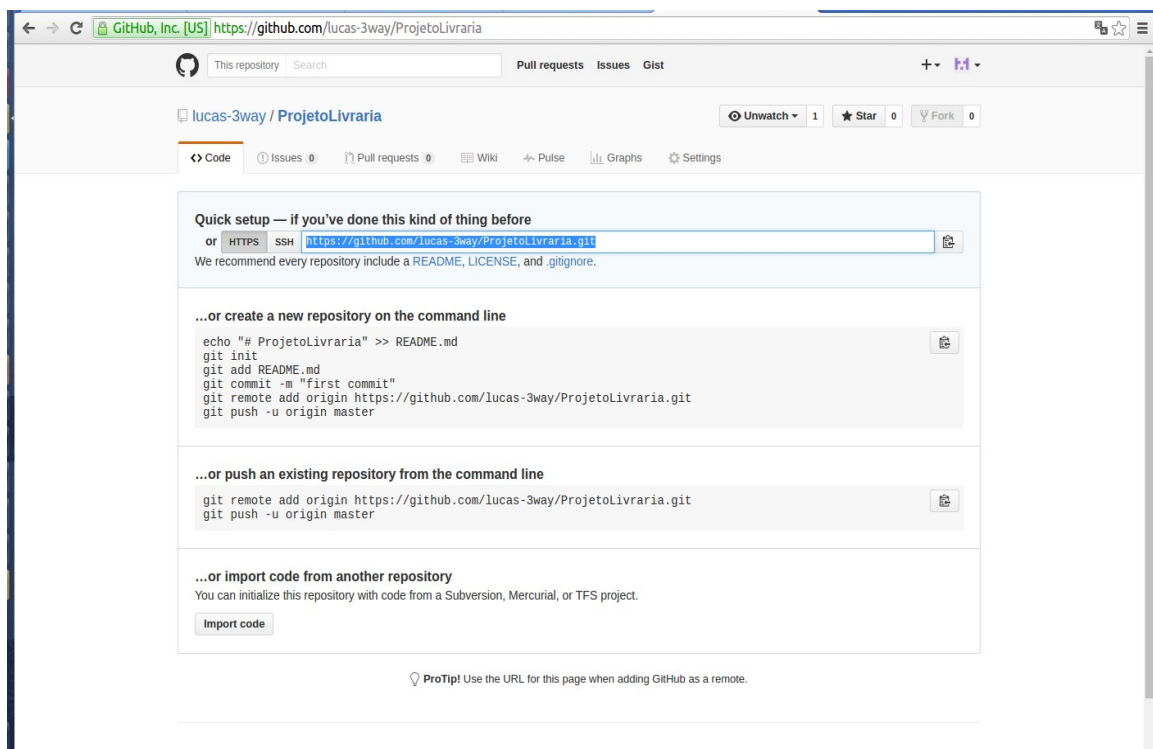 GitHub, Inc. [US] https://github.com/lucas-3way/ProjetoLivraria
This repository Search Pull requests Issues Gist
lucas-3way / ProjetoLivraria Unwatch 1 Star 0 Fork 0
Code Issues 0 Pull requests 0 Wiki Pulse Graphs Settings
Quick setup — if you've done this kind of thing before
or HTTPS SSH https://github.com/lucas-3way/ProjetoLivraria.git
We recommend every repository include a README, LICENSE, and .gitignore.
…or create a new repository on the command line
echo "# ProjetoLivraria" >> README.md
git init
git add README.md
git commit -m "first commit"
git remote add origin https://github.com/lucas-3way/ProjetoLivraria.git
git push -u origin master
…or push an existing repository from the command line
git remote add origin https://github.com/lucas-3way/ProjetoLivraria.git
git push -u origin master
…or import code from another repository
You can initialize this repository with code from a Subversion, Mercurial, or TFS project.
Import code
ProTip! Use the URL for this page when adding GitHub as a remote.